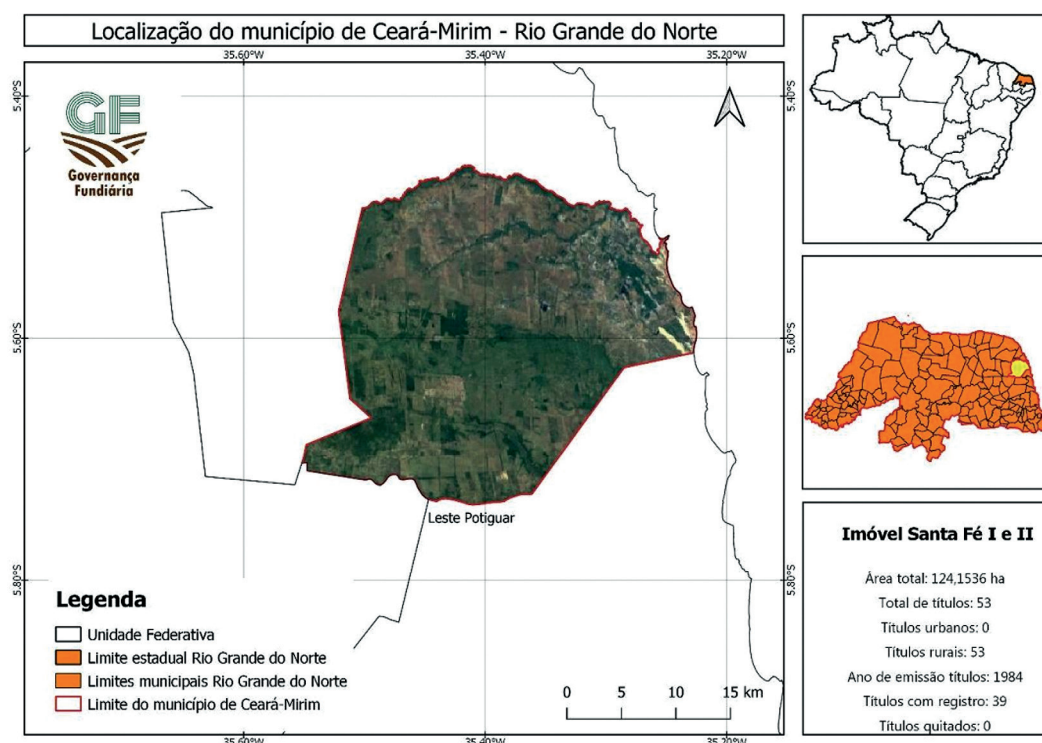 Localização do município de Ceará-Mirim - Rio Grande do Norte
35.60°W 35.40°W 35.20°W
5.40°S 5.40°S
GF
Governança
Fundiária
5.60°S 5.60°S
Leste Potiguar
5.80°S 5.80°S
Legenda
Unidade Federativa
Limite estadual Rio Grande do Norte
Limites municipais Rio Grande do Norte
Limite do município de Ceará-Mirim
0 5 10 15 km
35.60°W 35.40°W 35.20°W
Imóvel Santa Fé I e II
Área total: 124,1536 ha
Total de títulos: 53
Títulos urbanos: 0
Títulos rurais: 53
Ano de emissão títulos: 1984
Títulos com registro: 39
Títulos quitados: 0